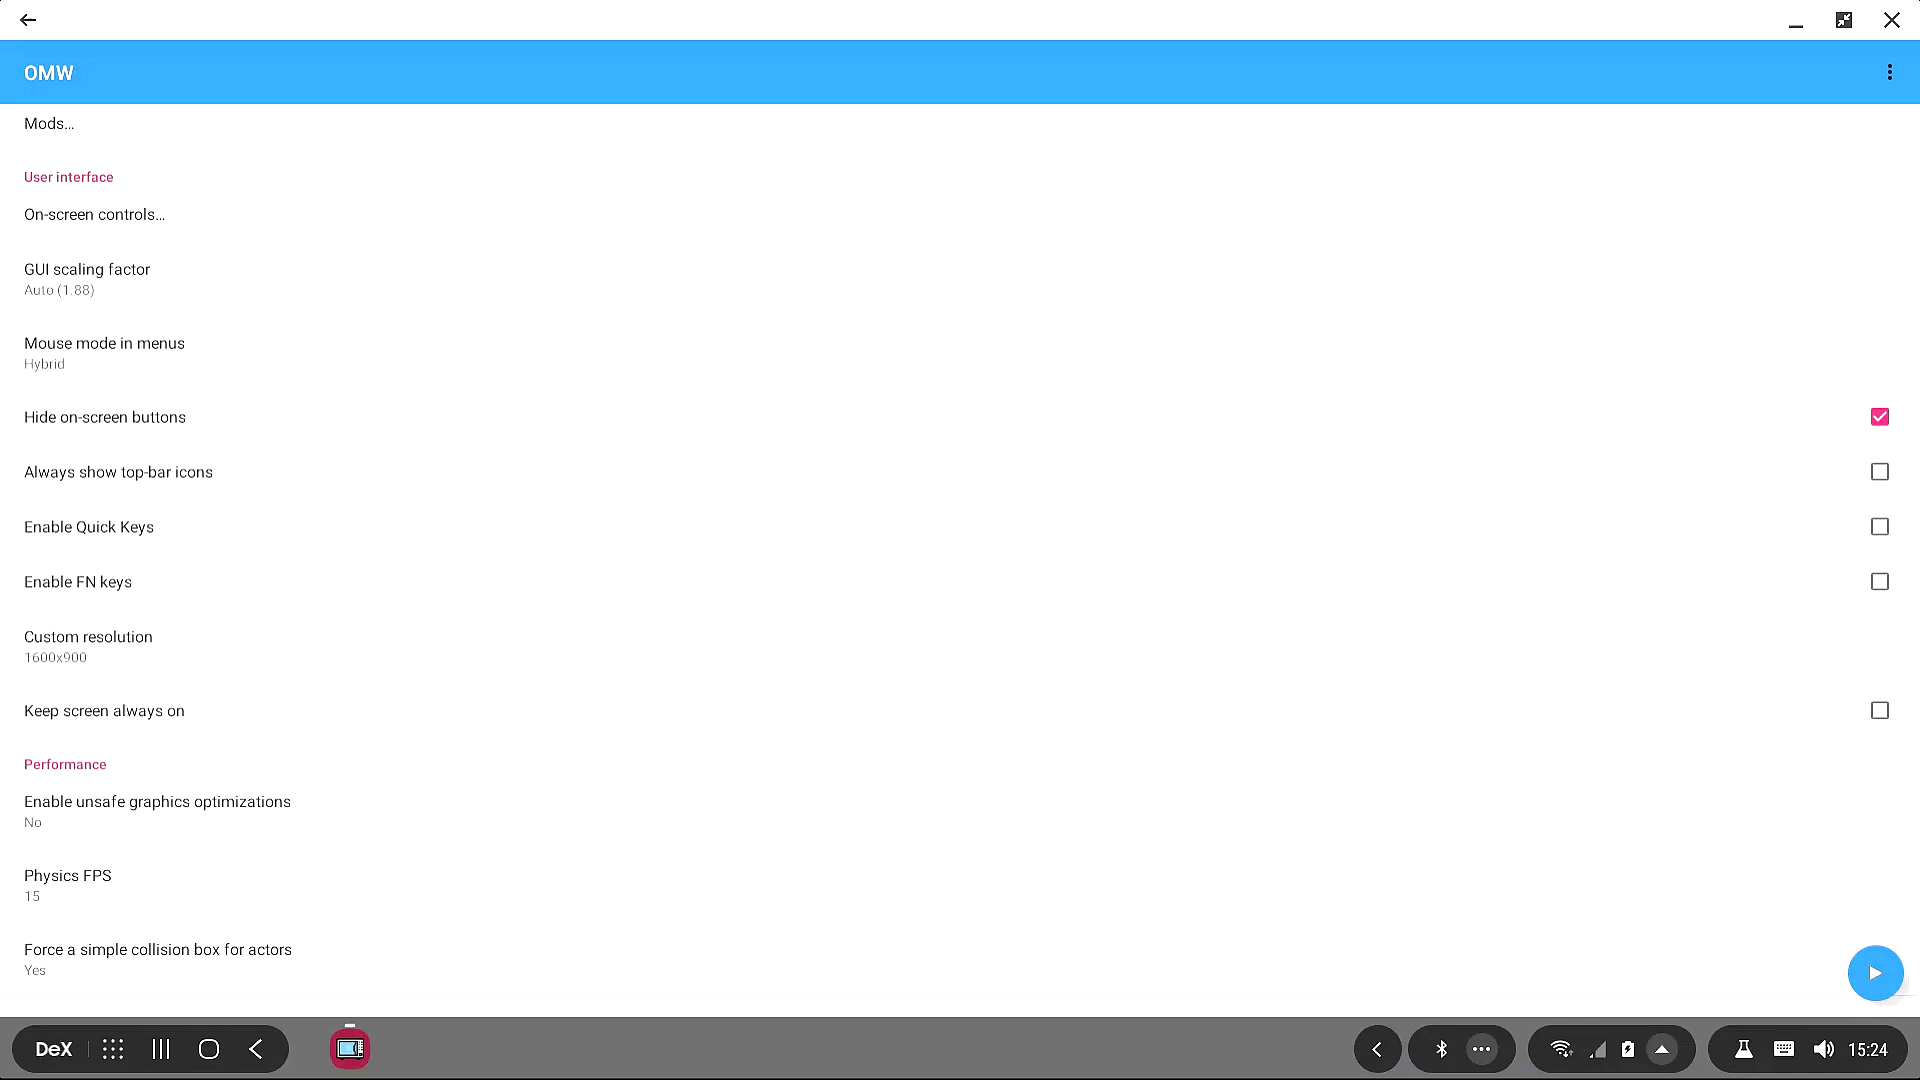 OMW
Mods…
User interface
On-screen controls…
GUI scaling factor
Auto (1.88)
Mouse mode in menus
Hybrid
Hide on-screen buttons
Always show top-bar icons
Enable Quick Keys
Enable FN keys
Custom resolution
1600x900
Keep screen always on
Performance
Enable unsafe graphics optimizations
No
Physics FPS
15
Force a simple collision box for actors
Yes
DeX
15:24